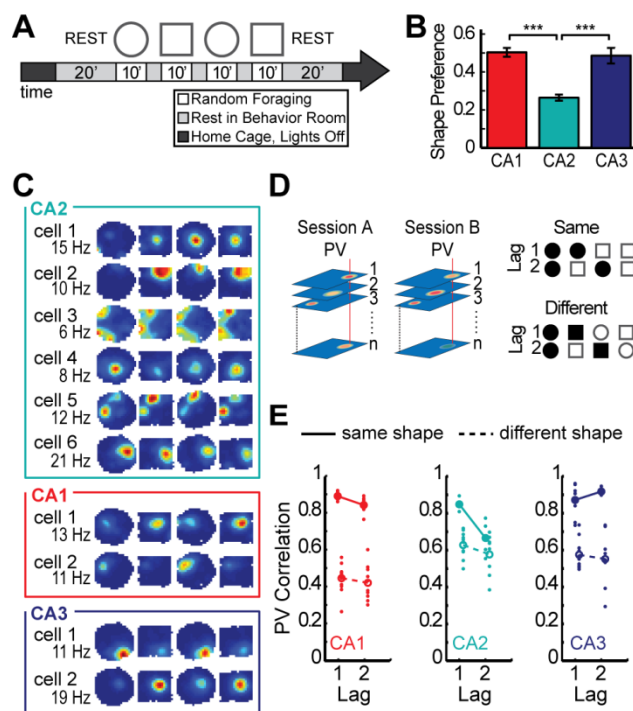 A
REST
REST
20'
10'
10'
10'
10'
20'
time
Random Foraging
Rest in Behavior Room
Home Cage, Lights Off
B
***
***
Shape Preference
0.6
0.4
0.2
0
CA1
CA2
CA3
C
CA2
cell 1
15 Hz
cell 2
10 Hz
cell 3
6 Hz
cell 4
8 Hz
cell 5
12 Hz
cell 6
21 Hz
CA1
cell 1
13 Hz
cell 2
11 Hz
CA3
cell 1
11 Hz
cell 2
19 Hz
D
Session A
PV
1
2
3
n
Session B
PV
1
2
3
n
Same
Lag
1
2
Different
Lag
1
2
E
same shape
different shape
PV Correlation
1
0.8
0.6
0.4
0.2
0
CA1
1 2
Lag
1
0.8
0.6
0.4
0.2
0
CA2
1 2
Lag
1
0.8
0.6
0.4
0.2
0
CA3
1 2
Lag